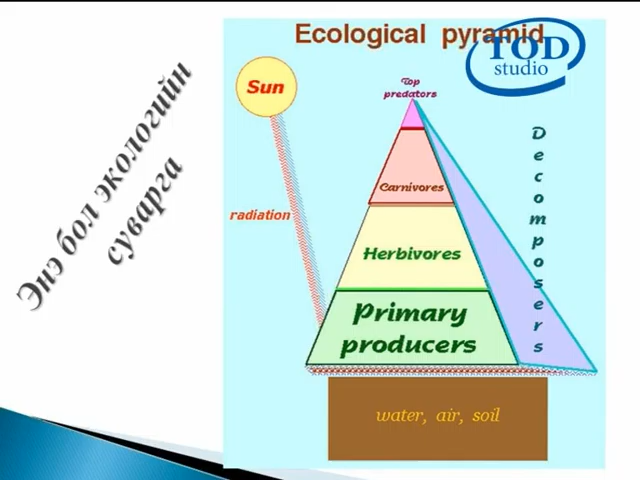 Ecological pyramid
TOD
studio
Sun
Top
predators
Decomposers
Carnivores
radiation
Herbivores
Primary
producers
water, air, soil
Энэ бол экологийн
суварга